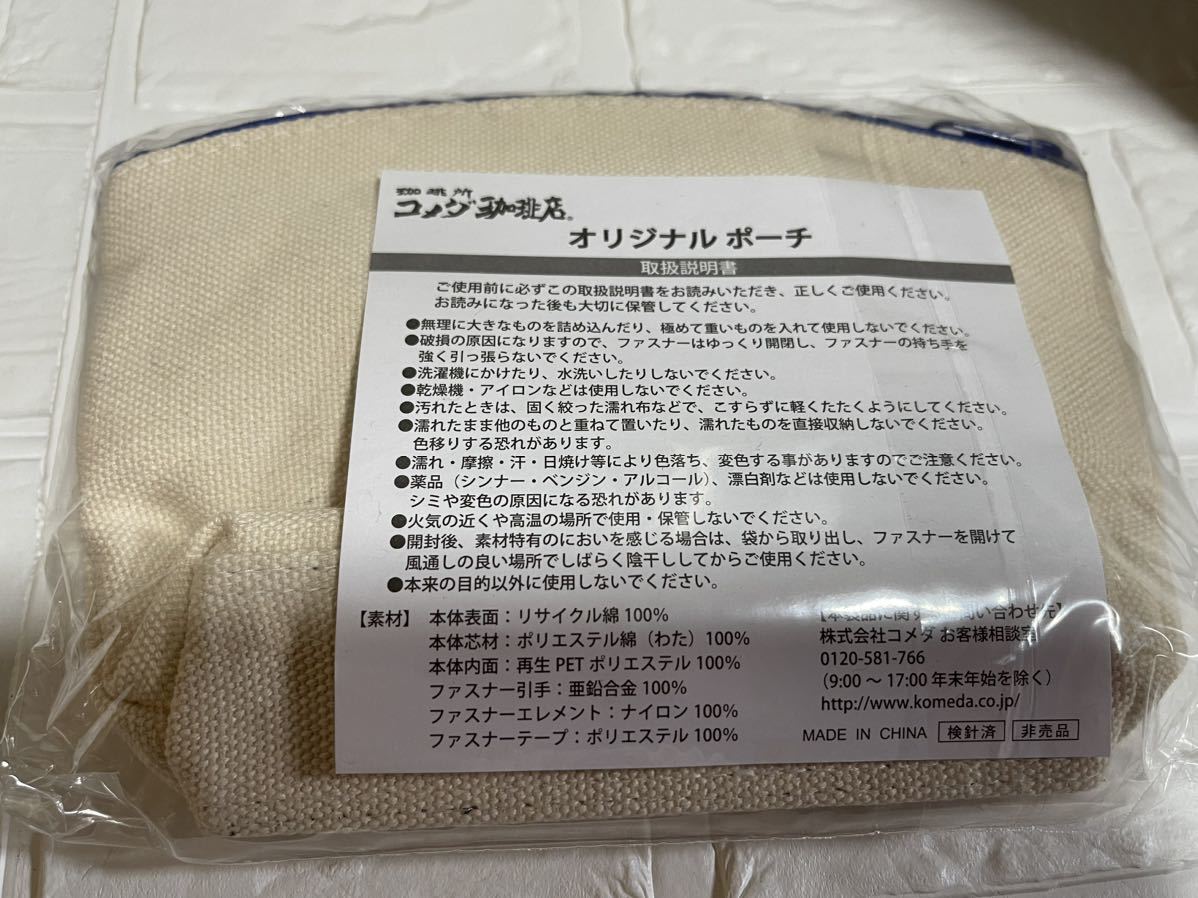 珈琲所
コメダ珈琲店®
オリジナル ポーチ
取扱説明書
ご使用前に必ずこの取扱説明書をお読みいただき、正しくご使用ください。
お読みになった後も大切に保管してください。
●無理に大きなものを詰め込んだり、極めて重いものを入れて使用しないでください。
●破損の原因になりますので、ファスナーはゆっくり開閉し、ファスナーの持ち手を
強く引っ張らないでください。
●洗濯機にかけたり、水洗いしたりしないでください。
●乾燥機・アイロンなどは使用しないでください。
●汚れたときは、固く絞った濡れ布などで、こすらずに軽くたたくようにしてください。
●濡れたまま他のものと重ねて置いたり、濡れたものを直接収納しないでください。
色移りする恐れがあります。
●濡れ・摩擦・汗・日焼け等により色落ち、変色する事がありますのでご注意ください。
●薬品（シンナー・ベンジン・アルコール）、漂白剤などは使用しないでください。
シミや変色の原因になる恐れがあります。
●火気の近くや高温の場所で使用・保管しないでください。
●開封後、素材特有のにおいを感じる場合は、袋から取り出し、ファスナーを開けて
風通しの良い場所でしばらく陰干ししてからご使用ください。
●本来の目的以外に使用しないでください。
【素材】 本体表面：リサイクル綿 100%
本体芯材：ポリエステル綿（わた）100%
本体内面：再生 PET ポリエステル 100%
ファスナー引手：亜鉛合金 100%
ファスナーエレメント：ナイロン 100%
ファスナーテープ：ポリエステル 100%
【本製品に関するお問い合わせ先】
株式会社コメダ お客様相談室
0120-581-766
（9:00 ～ 17:00 年末年始を除く）
http://www.komeda.co.jp/
MADE IN CHINA 検針済 非売品